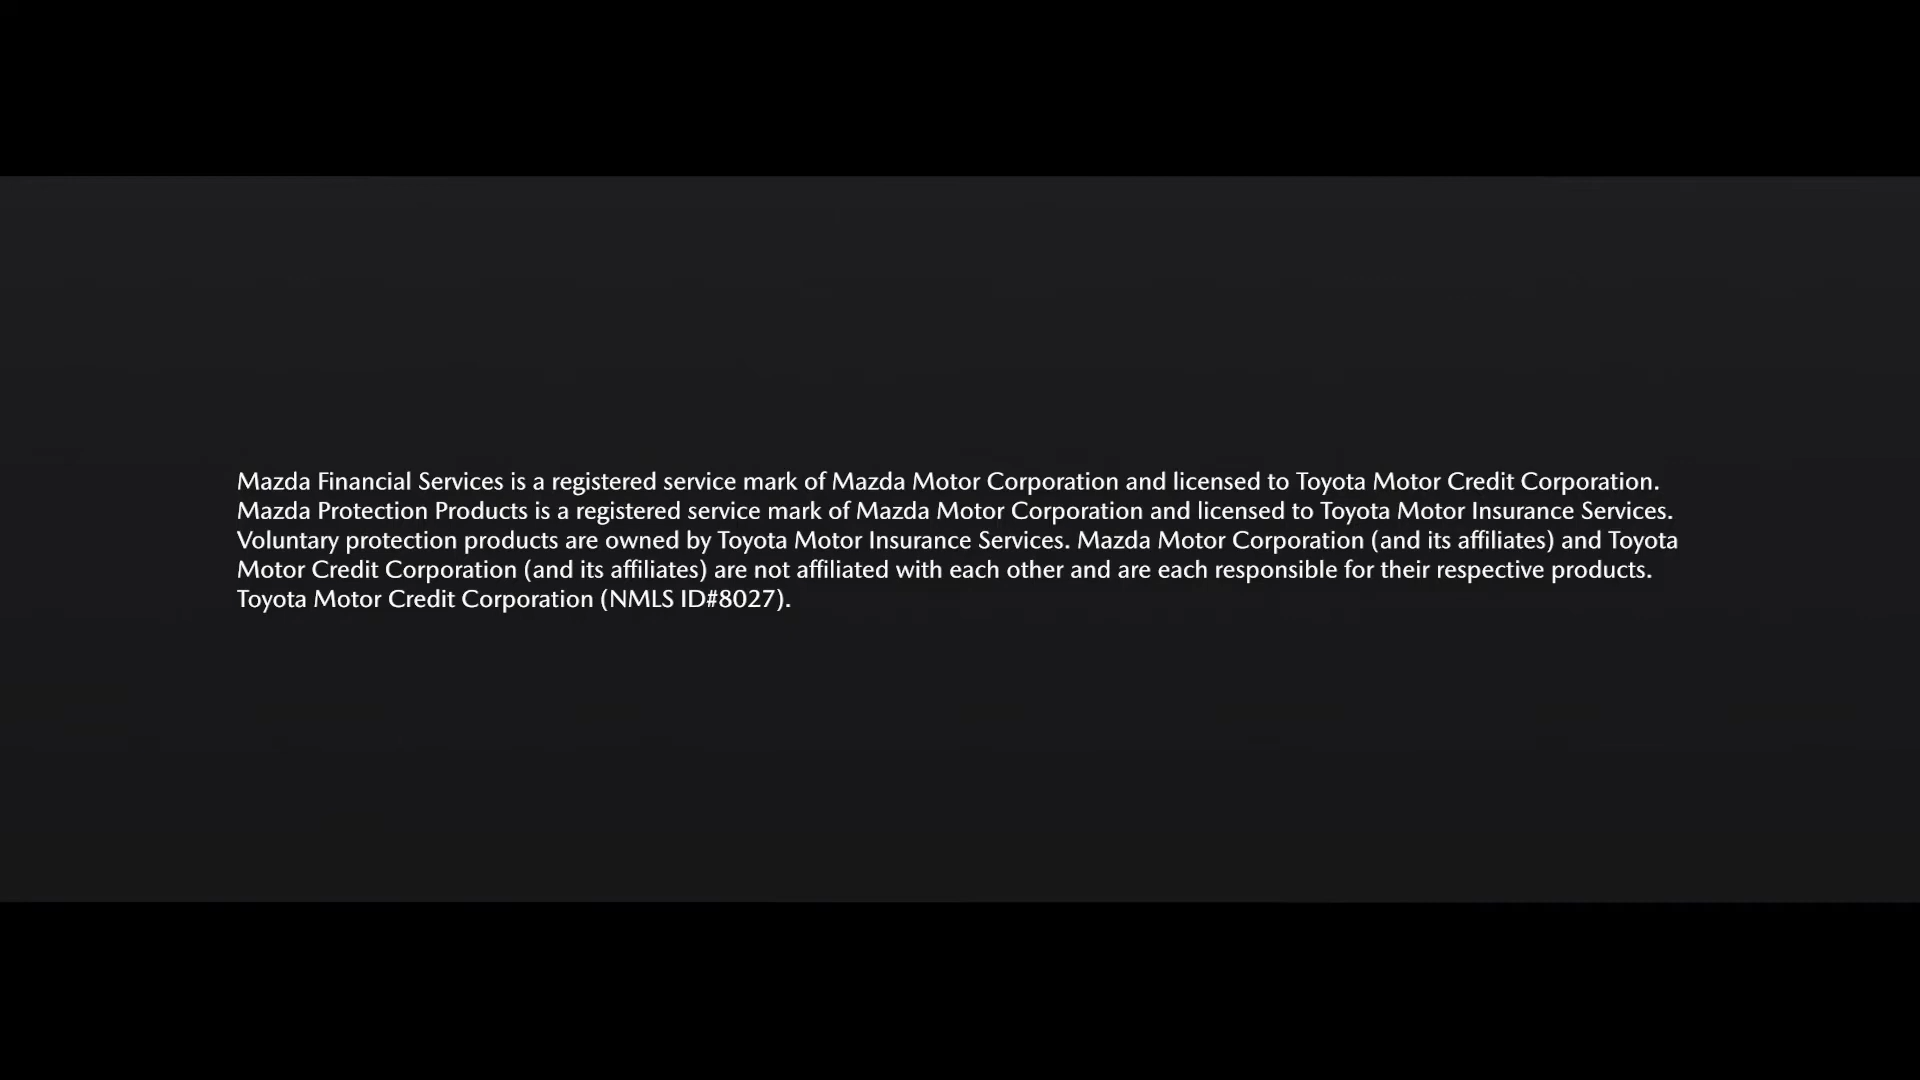 Mazda Financial Services is a registered service mark of Mazda Motor Corporation and licensed to Toyota Motor Credit Corporation.
Mazda Protection Products is a registered service mark of Mazda Motor Corporation and licensed to Toyota Motor Insurance Services.
Voluntary protection products are owned by Toyota Motor Insurance Services. Mazda Motor Corporation (and its affiliates) and Toyota
Motor Credit Corporation (and its affiliates) are not affiliated with each other and are each responsible for their respective products.
Toyota Motor Credit Corporation (NMLS ID#8027).